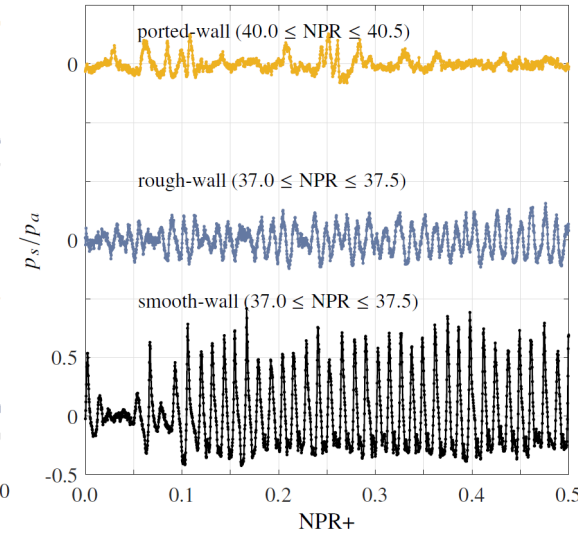 ported-wall (40.0 ≤ NPR ≤ 40.5)
0
rough-wall (37.0 ≤ NPR ≤ 37.5)
0
smooth-wall (37.0 ≤ NPR ≤ 37.5)
0.5
0
-0.5
p_s/p_a
0.0 0.1 0.2 0.3 0.4 0.5
NPR+
0